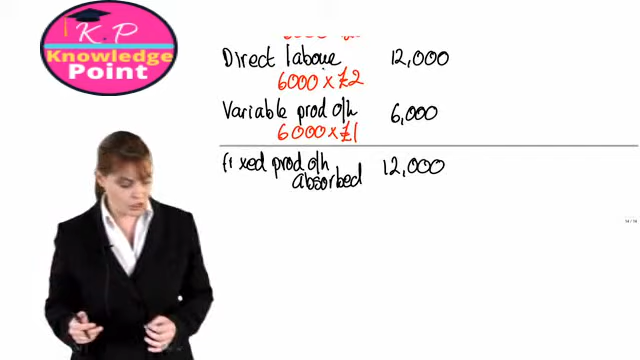 K.P
Knowledge
Point
Direct labour 12,000
6000 x £2
Variable prod o/h 6,000
6000 x £1
fixed prod o/h
absorbed 12,000